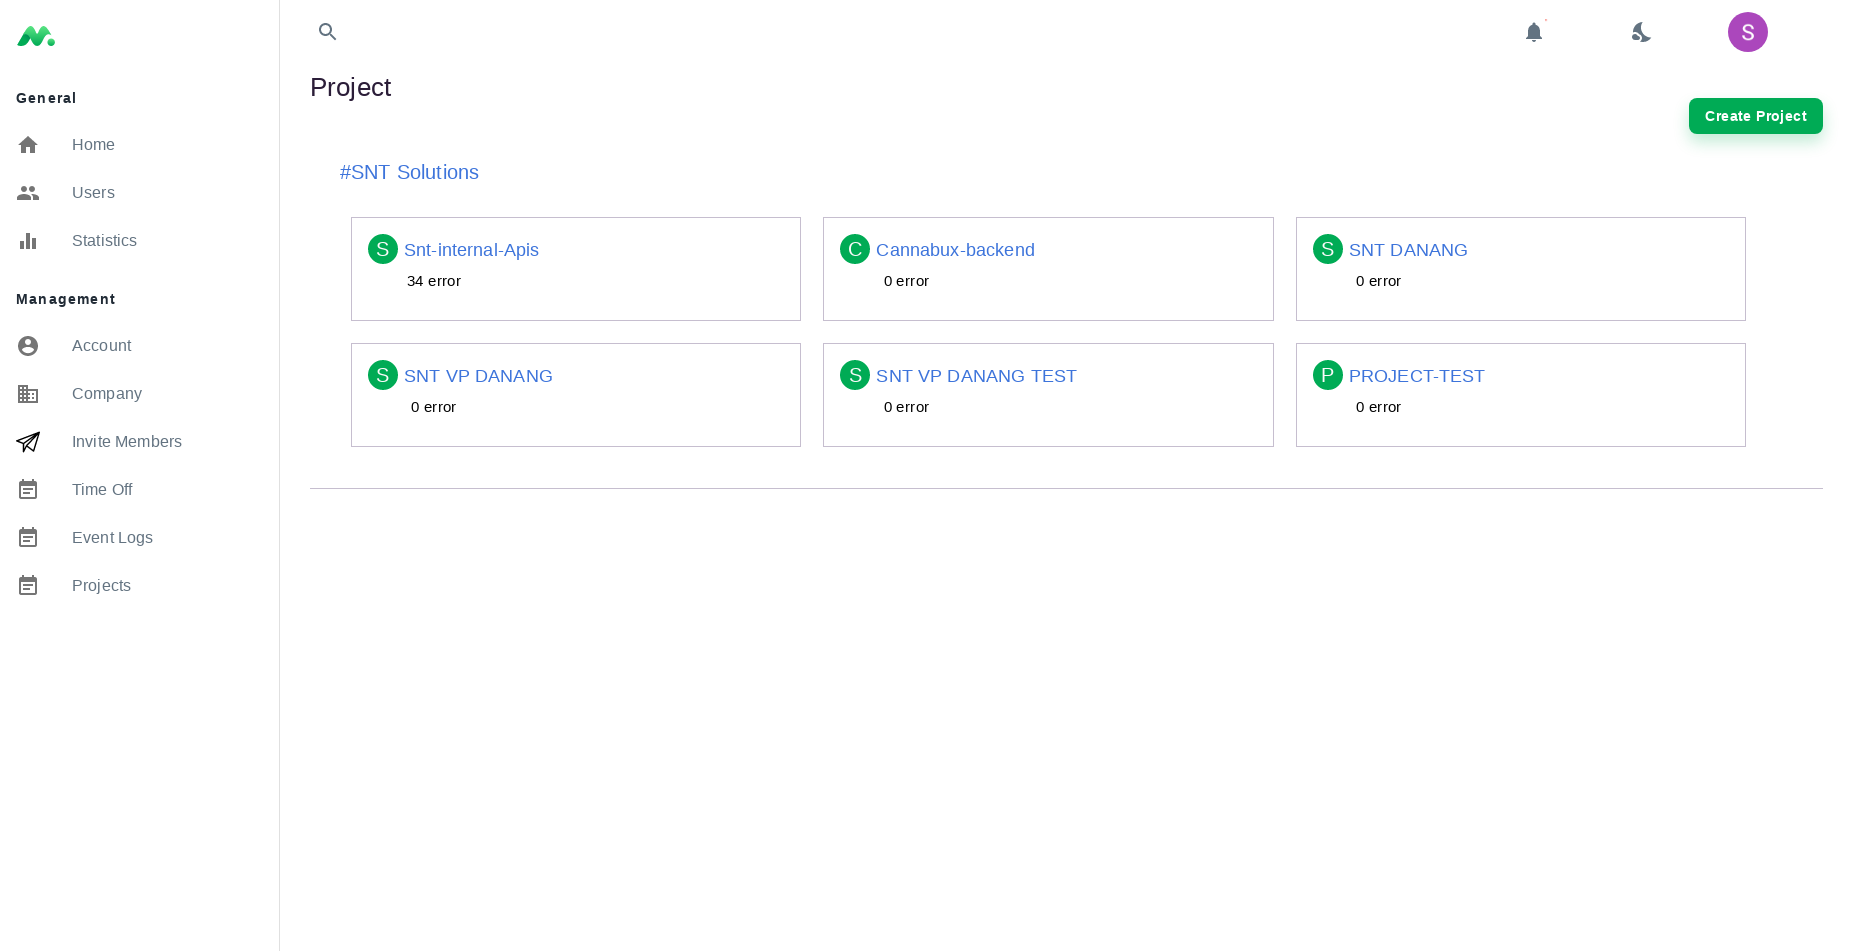 General
Home
Users
Statistics
Management
Account
Company
Invite Members
Time Off
Event Logs
Projects
S
Project
Create Project
#SNT Solutions
S Snt-internal-Apis
34 error
C Cannabux-backend
0 error
S SNT DANANG
0 error
S SNT VP DANANG
0 error
S SNT VP DANANG TEST
0 error
P PROJECT-TEST
0 error